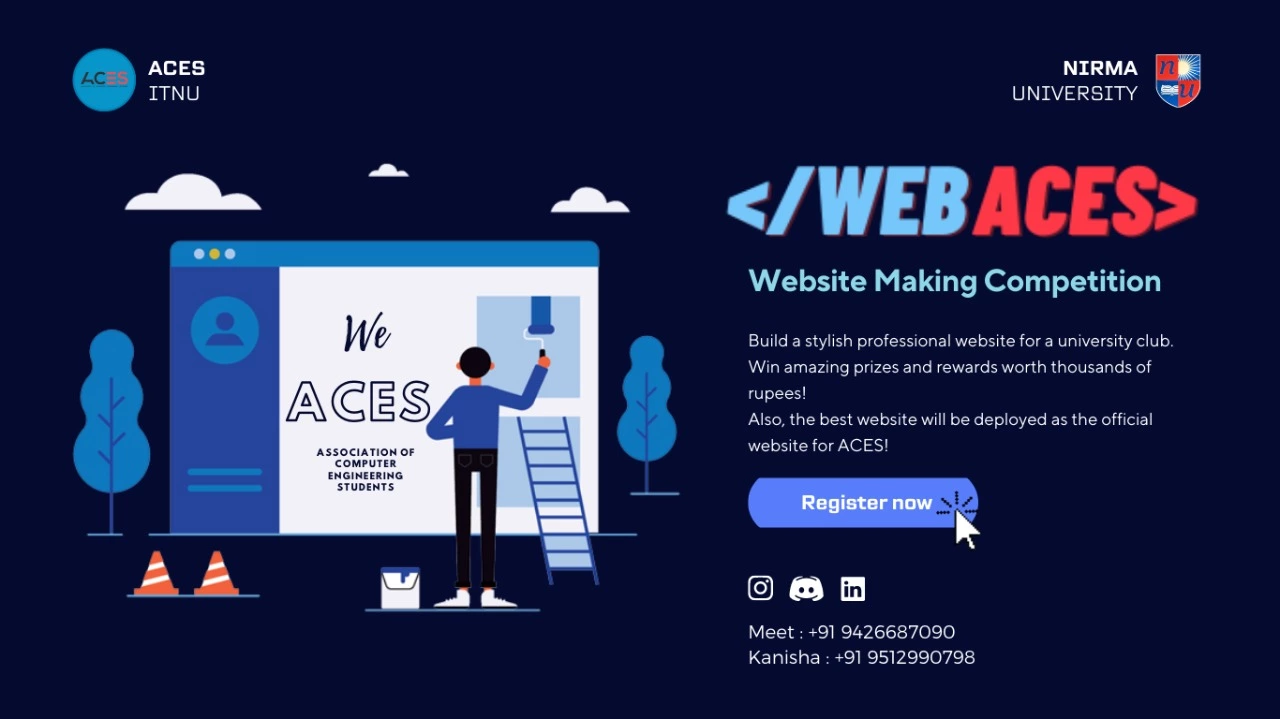 ACES
ACES
ITNU
NIRMA
UNIVERSITY
n
u
</WEBACES>
Website Making Competition
We
ACES
ASSOCIATION OF
COMPUTER
ENGINEERING
STUDENTS
Build a stylish professional website for a university club.
Win amazing prizes and rewards worth thousands of
rupees!
Also, the best website will be deployed as the official
website for ACES!
Register now
in
Meet : +91 9426687090
Kanisha : +91 9512990798